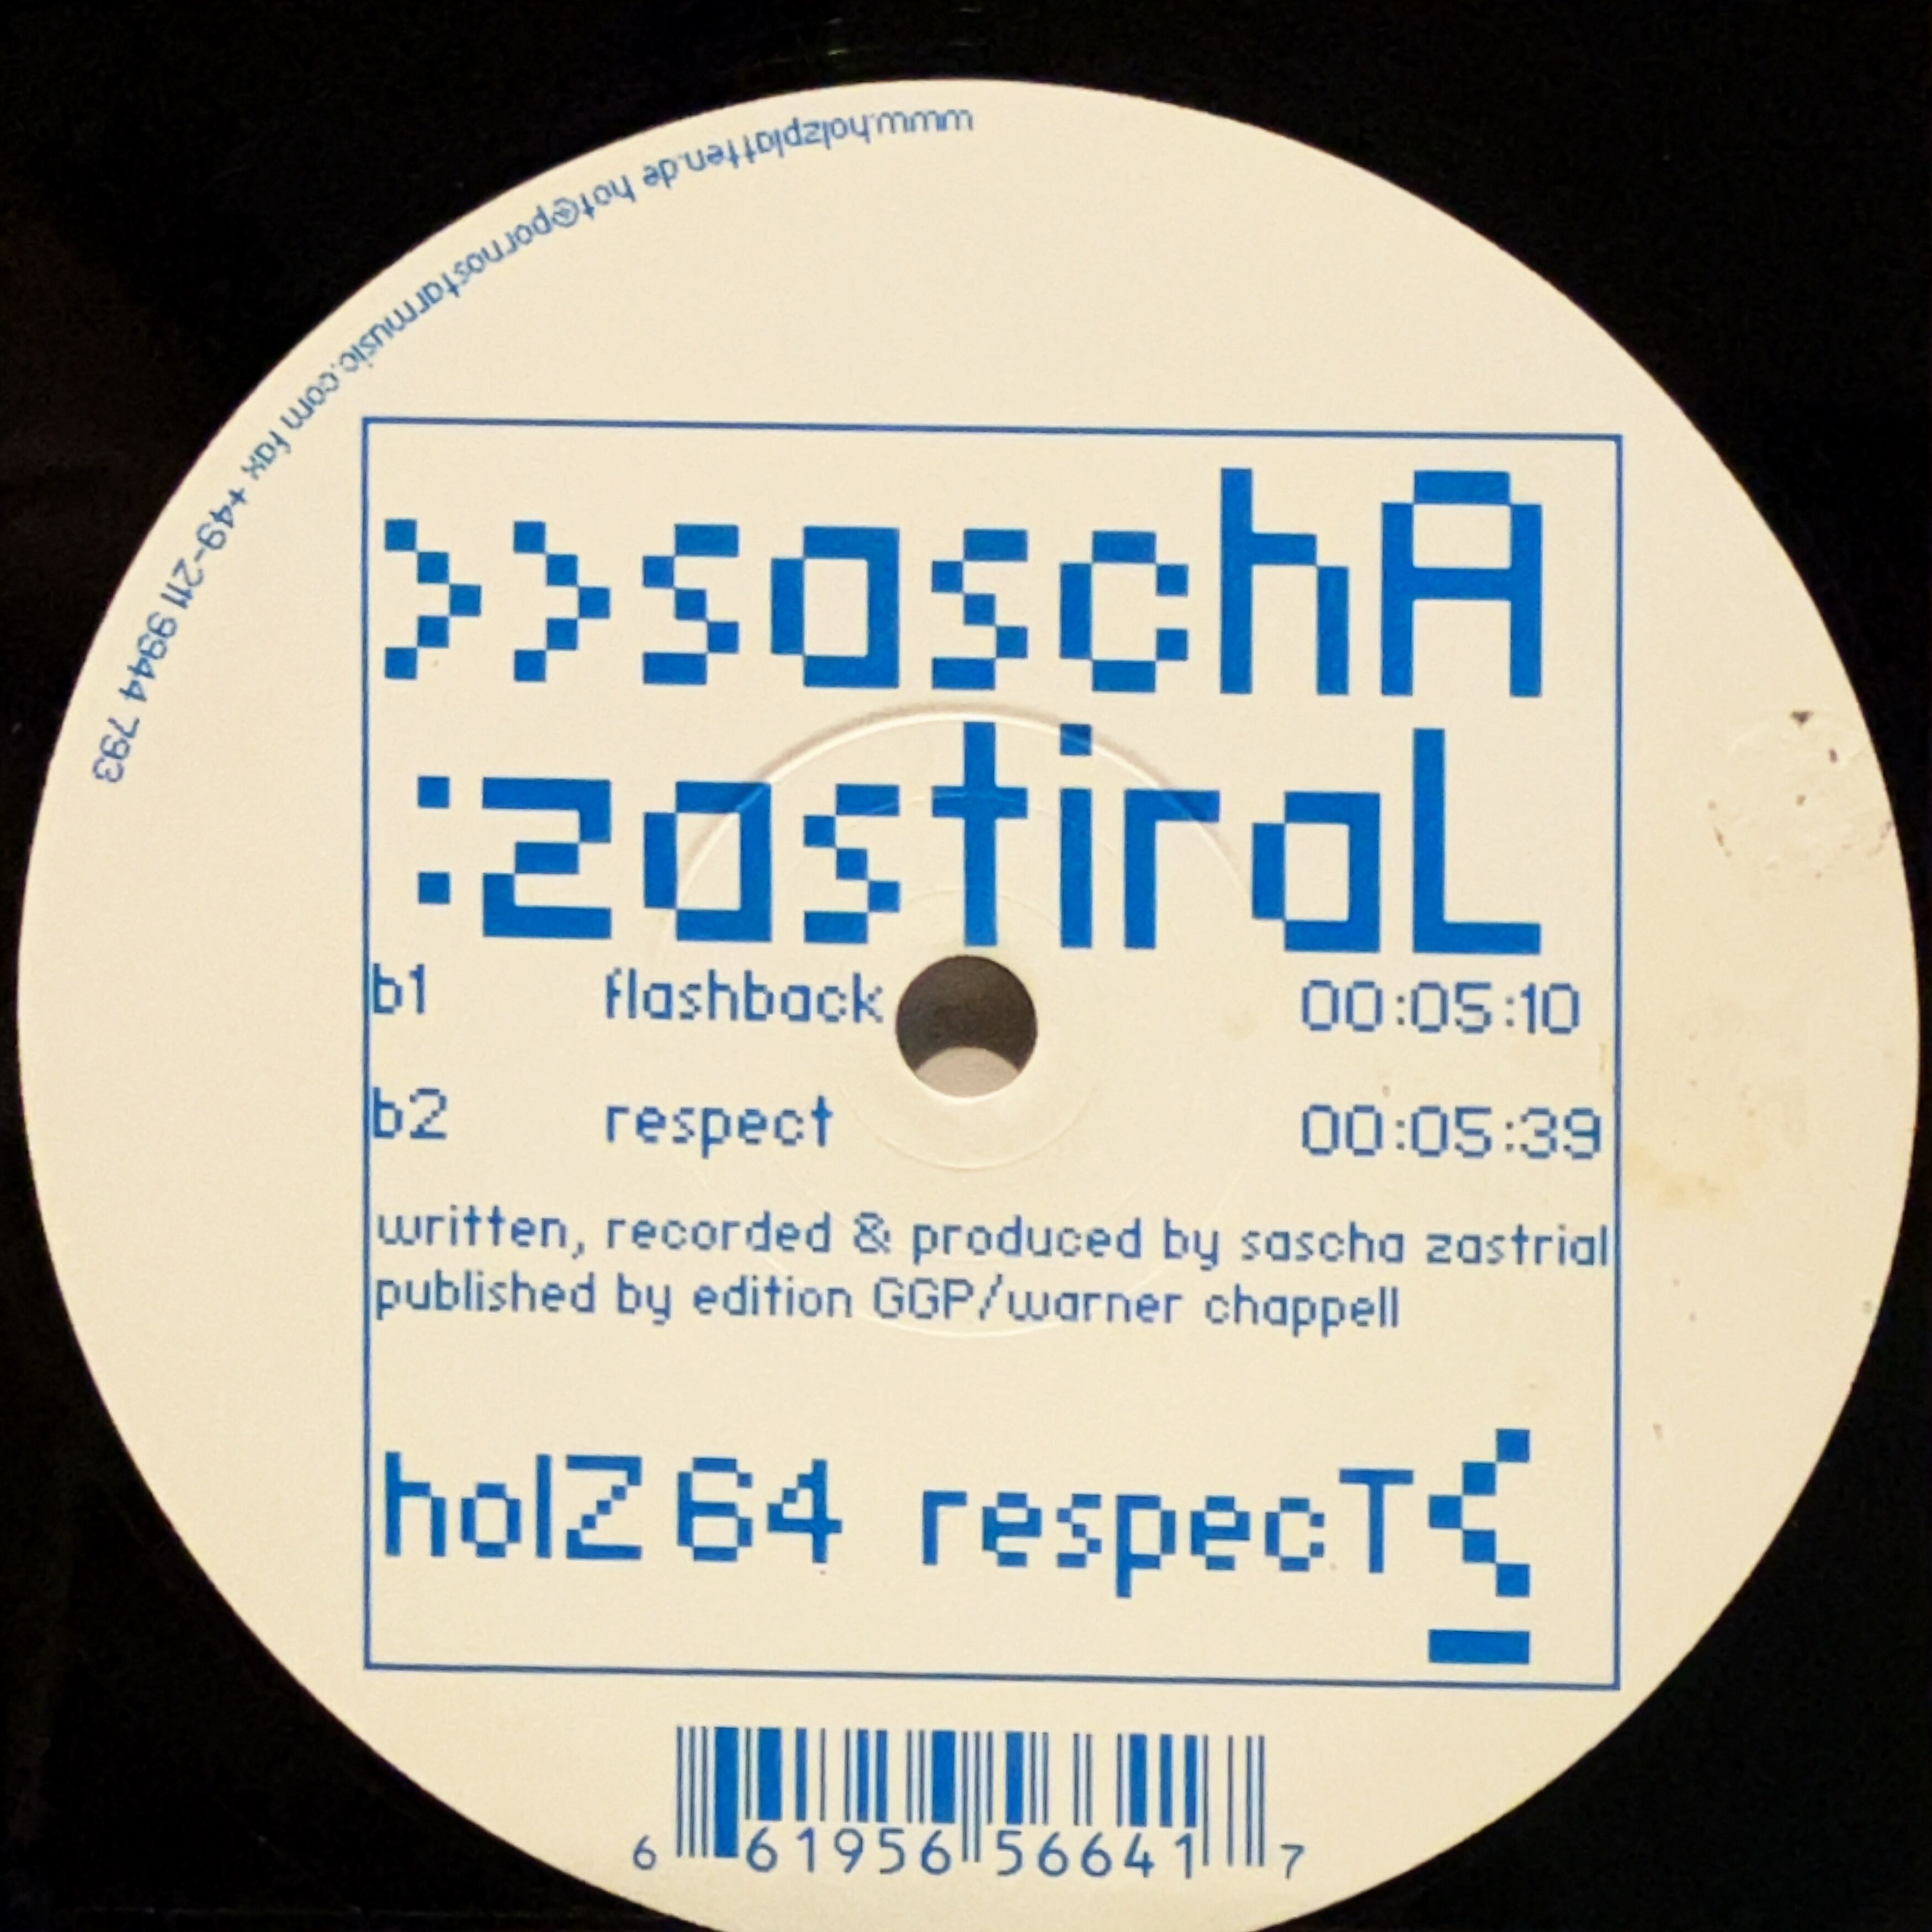 www.holzplatten.de hot@pornostarmusic.com fax +49-211 9944 793
>>saschA
:zastiraL
b1 flashback 00:05:10
b2 respect 00:05:39
written, recorded & produced by sascha zastrial
published by edition GGP/warner chappell
holZ 64 respecT<
6 61956 56641 7